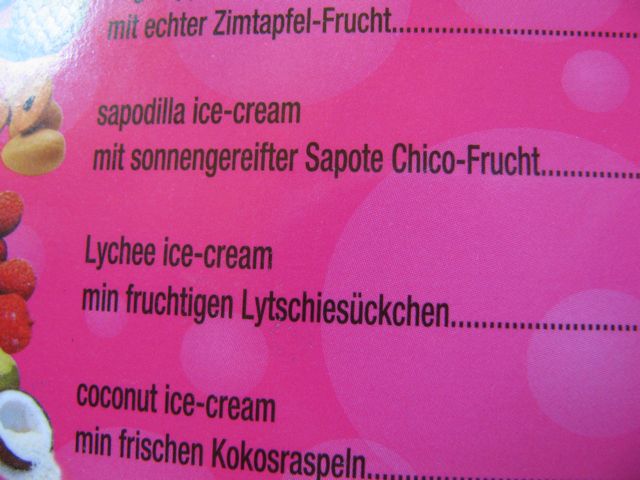 mit echter Zimtapfel-Frucht
sapodilla ice-cream
mit sonnengereifter Sapote Chico-Frucht
Lychee ice-cream
min fruchtigen Lytschiesückchen
coconut ice-cream
min frischen Kokosraspeln